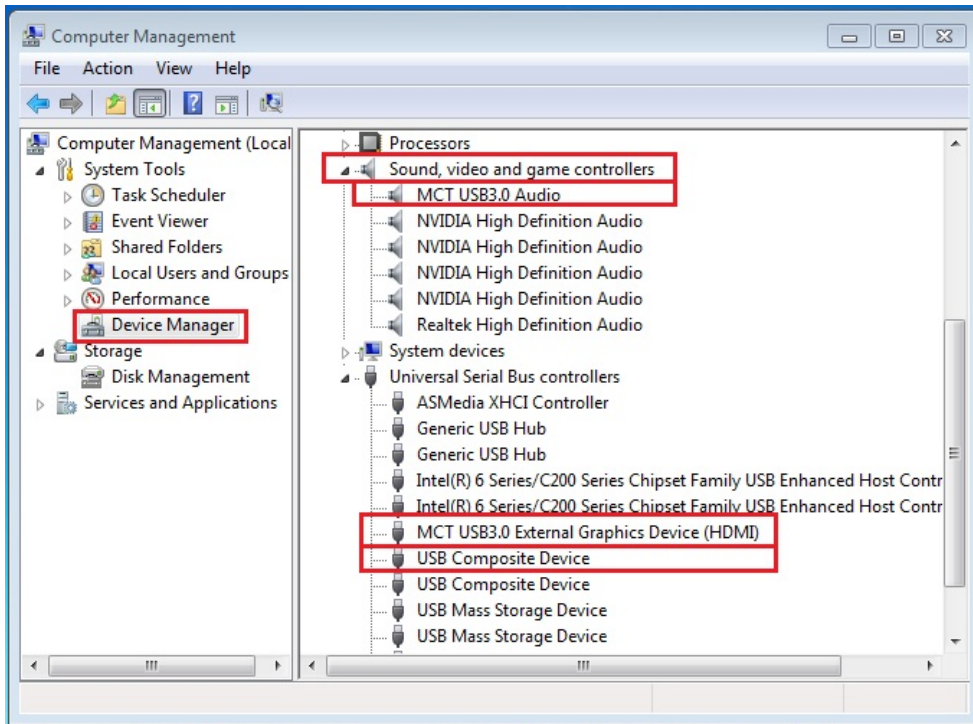 Computer Management
File Action View Help
Computer Management (Local
System Tools
Task Scheduler
Event Viewer
Shared Folders
Local Users and Groups
Performance
Device Manager
Storage
Disk Management
Services and Applications
Processors
Sound, video and game controllers
MCT USB3.0 Audio
NVIDIA High Definition Audio
NVIDIA High Definition Audio
NVIDIA High Definition Audio
NVIDIA High Definition Audio
Realtek High Definition Audio
System devices
Universal Serial Bus controllers
ASMedia XHCI Controller
Generic USB Hub
Generic USB Hub
Intel(R) 6 Series/C200 Series Chipset Family USB Enhanced Host Contr
Intel(R) 6 Series/C200 Series Chipset Family USB Enhanced Host Contr
MCT USB3.0 External Graphics Device (HDMI)
USB Composite Device
USB Composite Device
USB Mass Storage Device
USB Mass Storage Device